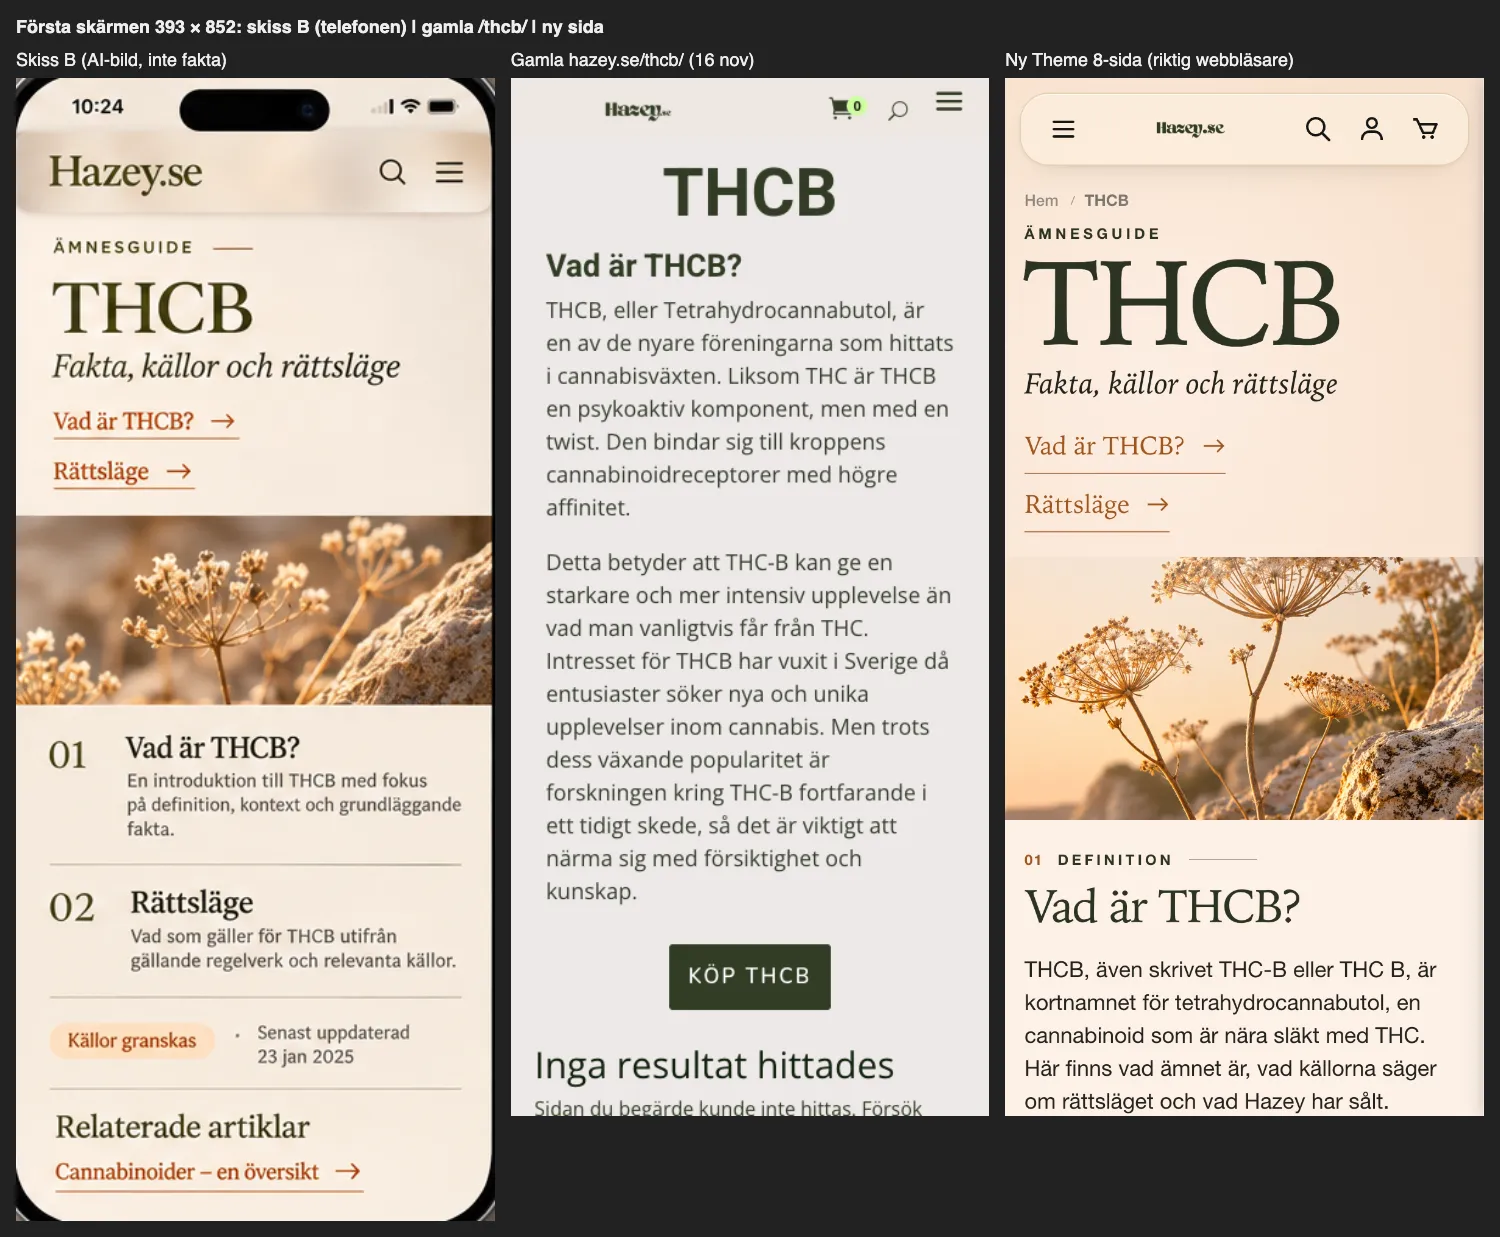 Första skärmen 393 × 852: skiss B (telefonen) | gamla /thcb/ | ny sida
Skiss B (AI-bild, inte fakta)
10:24
Hazey.se
ÄMNESGUIDE
THCB
Fakta, källor och rättsläge
Vad är THCB? →
Rättsläge →
01
Vad är THCB?
En introduktion till THCB med fokus
på definition, kontext och grundläggande
fakta.
02
Rättsläge
Vad som gäller för THCB utifrån
gällande regelverk och relevanta källor.
Källor granskas
· Senast uppdaterad
23 jan 2025
Relaterade artiklar
Cannabinoider – en översikt →
Gamla hazey.se/thcb/ (16 nov)
Hazey.se
0
THCB
Vad är THCB?
THCB, eller Tetrahydrocannabutol, är
en av de nyare föreningarna som hittats
i cannabisväxten. Liksom THC är THCB
en psykoaktiv komponent, men med en
twist. Den bindar sig till kroppens
cannabinoidreceptorer med högre
affinitet.
Detta betyder att THC-B kan ge en
starkare och mer intensiv upplevelse än
vad man vanligtvis får från THC.
Intresset för THCB har vuxit i Sverige då
entusiaster söker nya och unika
upplevelser inom cannabis. Men trots
dess växande popularitet är
forskningen kring THC-B fortfarande i
ett tidigt skede, så det är viktigt att
närma sig med försiktighet och
kunskap.
KÖP THCB
Inga resultat hittades
Sidan du begärde kunde inte hittas. Försök
Ny Theme 8-sida (riktig webbläsare)
Hazey.se
Hem / THCB
ÄMNESGUIDE
THCB
Fakta, källor och rättsläge
Vad är THCB? →
Rättsläge →
01 DEFINITION
Vad är THCB?
THCB, även skrivet THC-B eller THC B, är
kortnamnet för tetrahydrocannabutol, en
cannabinoid som är nära släkt med THC.
Här finns vad ämnet är, vad källorna säger
om rättsläget och vad Hazey har sålt.